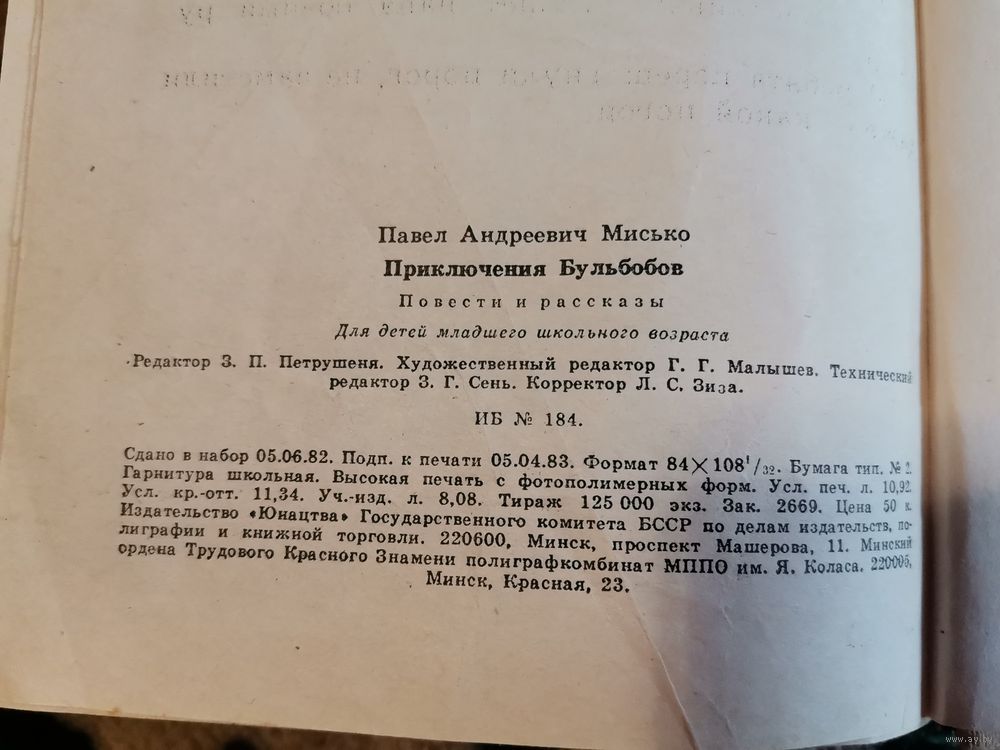 Павел Андреевич Мисько
Приключения Бульбобов
Повести и рассказы
Для детей младшего школьного возраста
Редактор З. П. Петрушеня. Художественный редактор Г. Г. Малышев. Технический
редактор З. Г. Сень. Корректор Л. С. Зиза.
ИБ № 184.
Сдано в набор 05.06.82. Подп. к печати 05.04.83. Формат 84×108¹/₃₂. Бумага тип. № 2.
Гарнитура школьная. Высокая печать с фотополимерных форм. Усл. печ. л. 10,92.
Усл. кр.-отт. 11,34. Уч.-изд. л. 8,08. Тираж 125 000 экз. Зак. 2669. Цена 50 к.
Издательство «Юнацтва» Государственного комитета БССР по делам издательств, по-
лиграфии и книжной торговли. 220600, Минск, проспект Машерова, 11. Минский
ордена Трудового Красного Знамени полиграфкомбинат МППО им. Я. Коласа. 220005,
Минск, Красная, 23.
www.ay.by